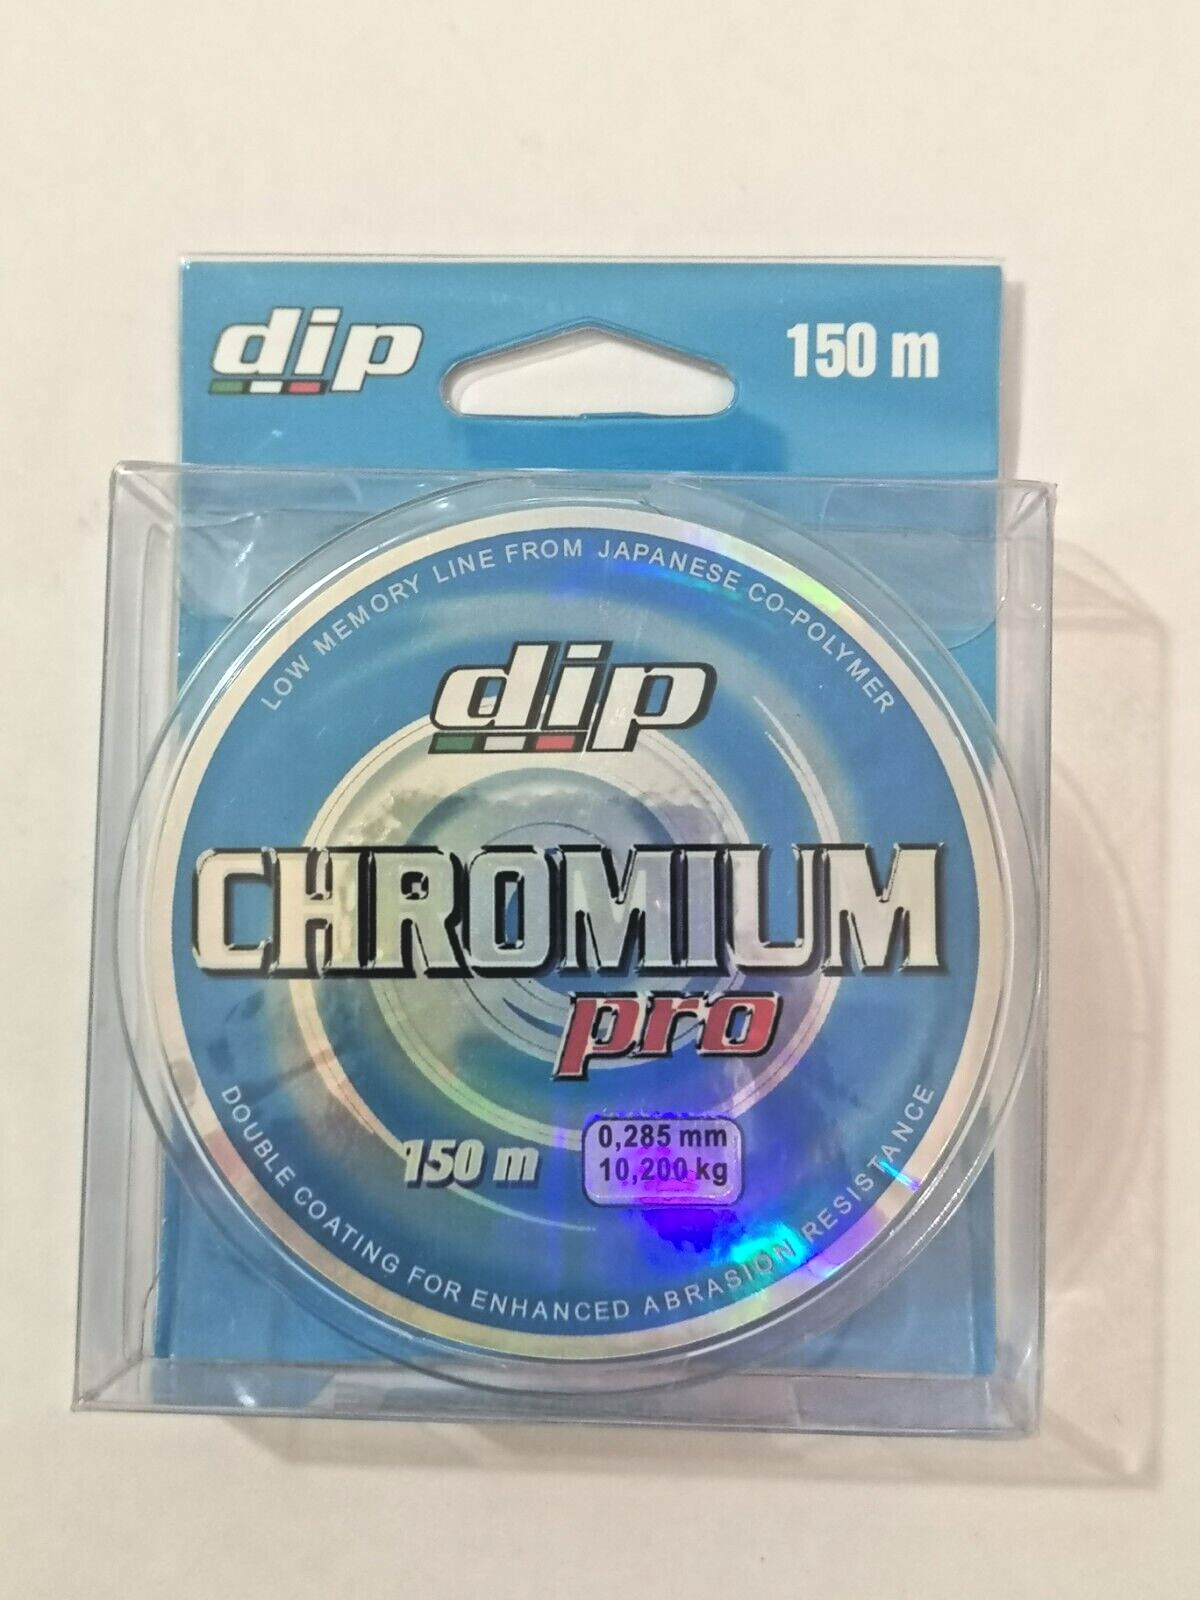 dip
150 m
LOW MEMORY LINE FROM JAPANESE CO-POLYMER
dip
CHROMIUM
pro
150 m
0,285 mm
10,200 kg
DOUBLE COATING FOR ENHANCED ABRASION RESISTANCE